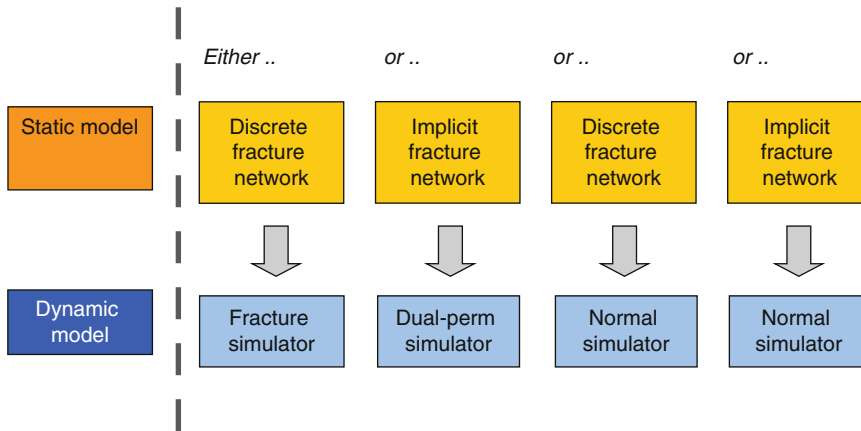 Either ..
or ..
or ..
or ..
Static model
Discrete
fracture
network
Implicit
fracture
network
Discrete
fracture
network
Implicit
fracture
network
Dynamic
model
Fracture
simulator
Dual-perm
simulator
Normal
simulator
Normal
simulator